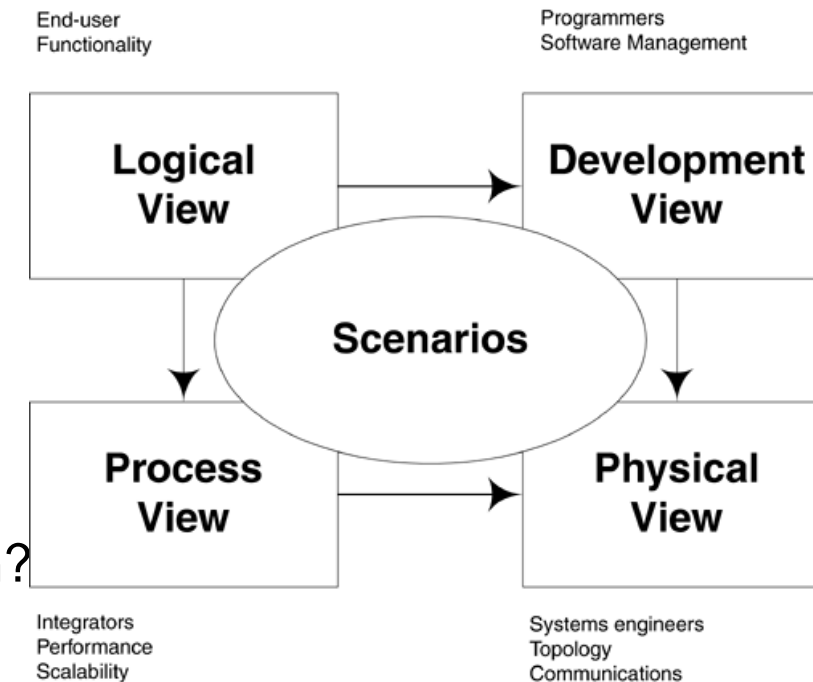 End-user
Functionality
Programmers
Software Management
Logical
View
Development
View
Scenarios
Process
View
Physical
View
?
Integrators
Performance
Scalability
Systems engineers
Topology
Communications